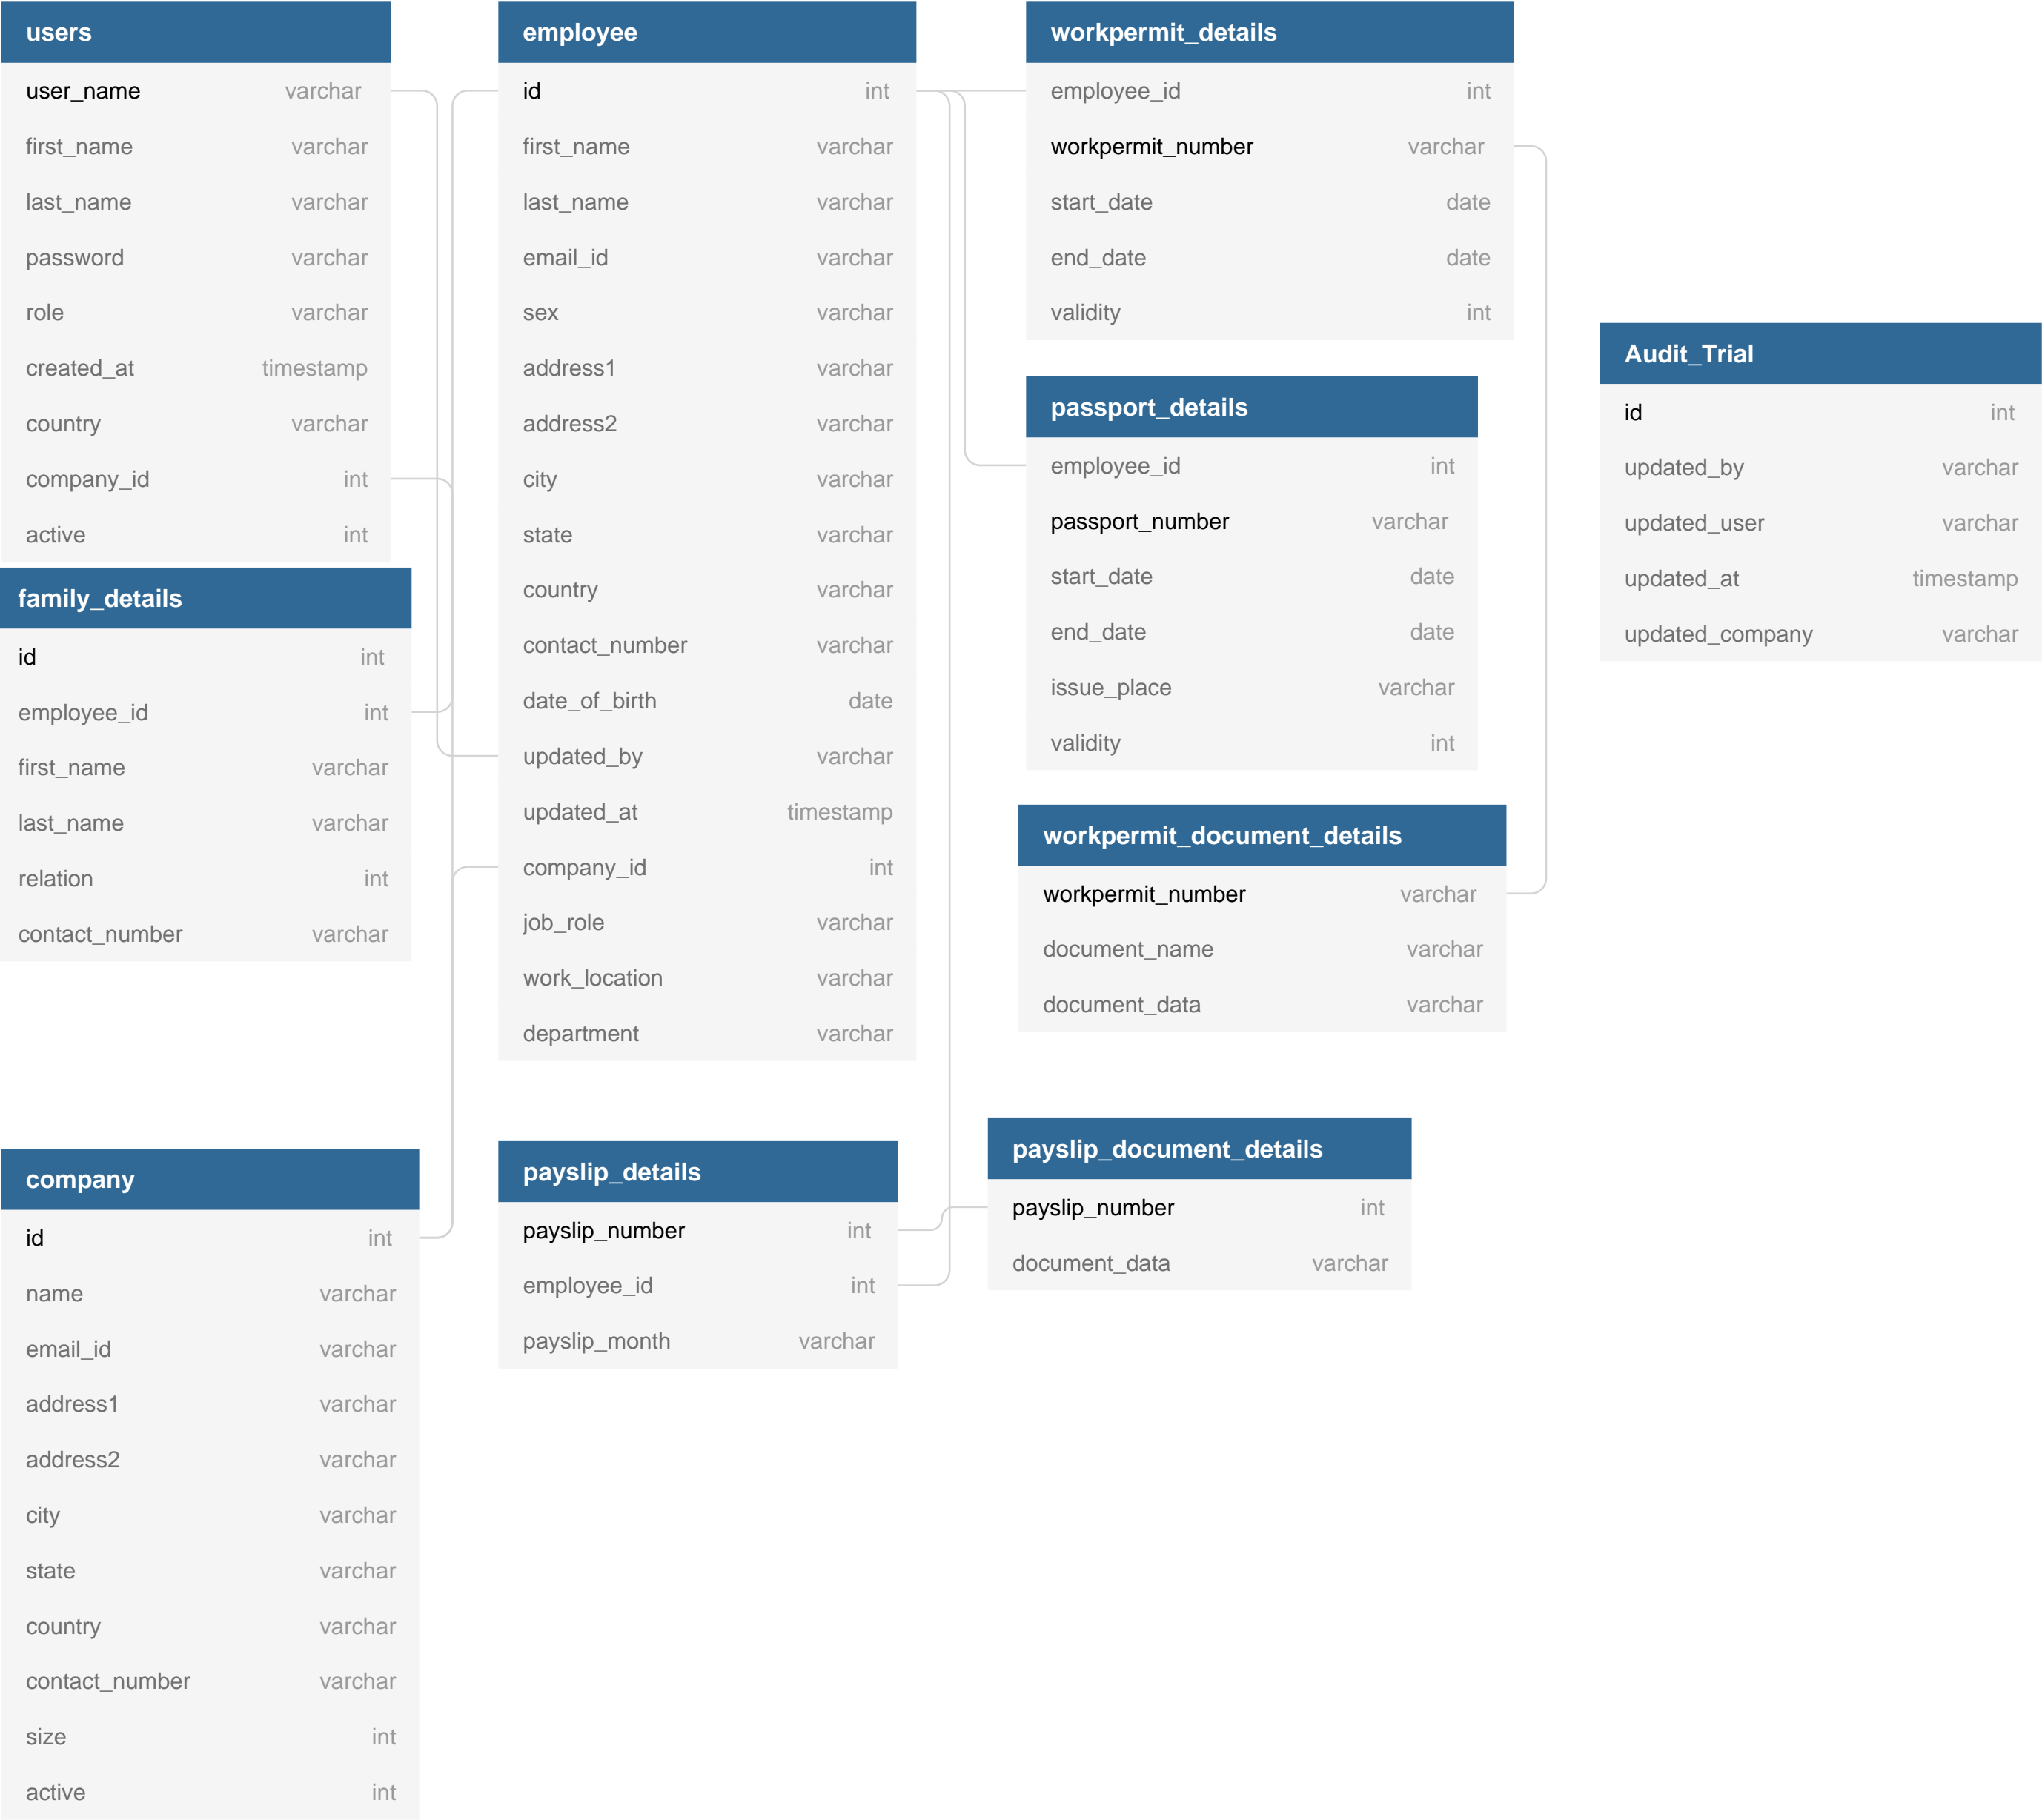 users
user_name varchar
first_name varchar
last_name varchar
password varchar
role varchar
created_at timestamp
country varchar
company_id int
active int
family_details
id int
employee_id int
first_name varchar
last_name varchar
relation int
contact_number varchar
company
id int
name varchar
email_id varchar
address1 varchar
address2 varchar
city varchar
state varchar
country varchar
contact_number varchar
size int
active int
employee
id int
first_name varchar
last_name varchar
email_id varchar
sex varchar
address1 varchar
address2 varchar
city varchar
state varchar
country varchar
contact_number varchar
date_of_birth date
updated_by varchar
updated_at timestamp
company_id int
job_role varchar
work_location varchar
department varchar
payslip_details
payslip_number int
employee_id int
payslip_month varchar
workpermit_details
employee_id int
workpermit_number varchar
start_date date
end_date date
validity int
passport_details
employee_id int
passport_number varchar
start_date date
end_date date
issue_place varchar
validity int
workpermit_document_details
workpermit_number varchar
document_name varchar
document_data varchar
payslip_document_details
payslip_number int
document_data varchar
Audit_Trial
id int
updated_by varchar
updated_user varchar
updated_at timestamp
updated_company varchar